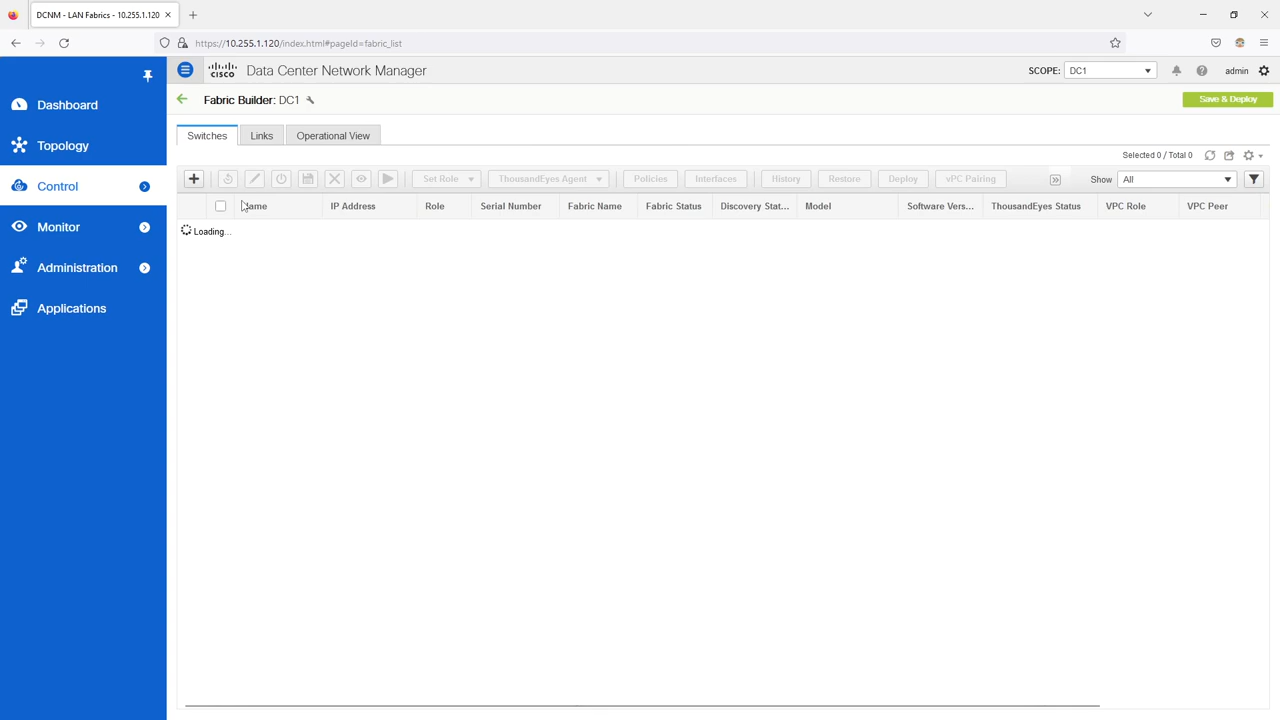 DCNM - LAN Fabrics - 10.255.1.120
https://10.255.1.120/index.html#pageId=fabric_list
CISCO Data Center Network Manager SCOPE: DC1 admin
Fabric Builder: DC1 Save & Deploy
Dashboard
Topology
Control
Monitor
Administration
Applications
Switches Links Operational View
Selected 0 / Total 0
Set Role ThousandEyes Agent Policies Interfaces History Restore Deploy vPC Pairing Show All
Name IP Address Role Serial Number Fabric Name Fabric Status Discovery Stat... Model Software Vers... ThousandEyes Status VPC Role VPC Peer
Loading...